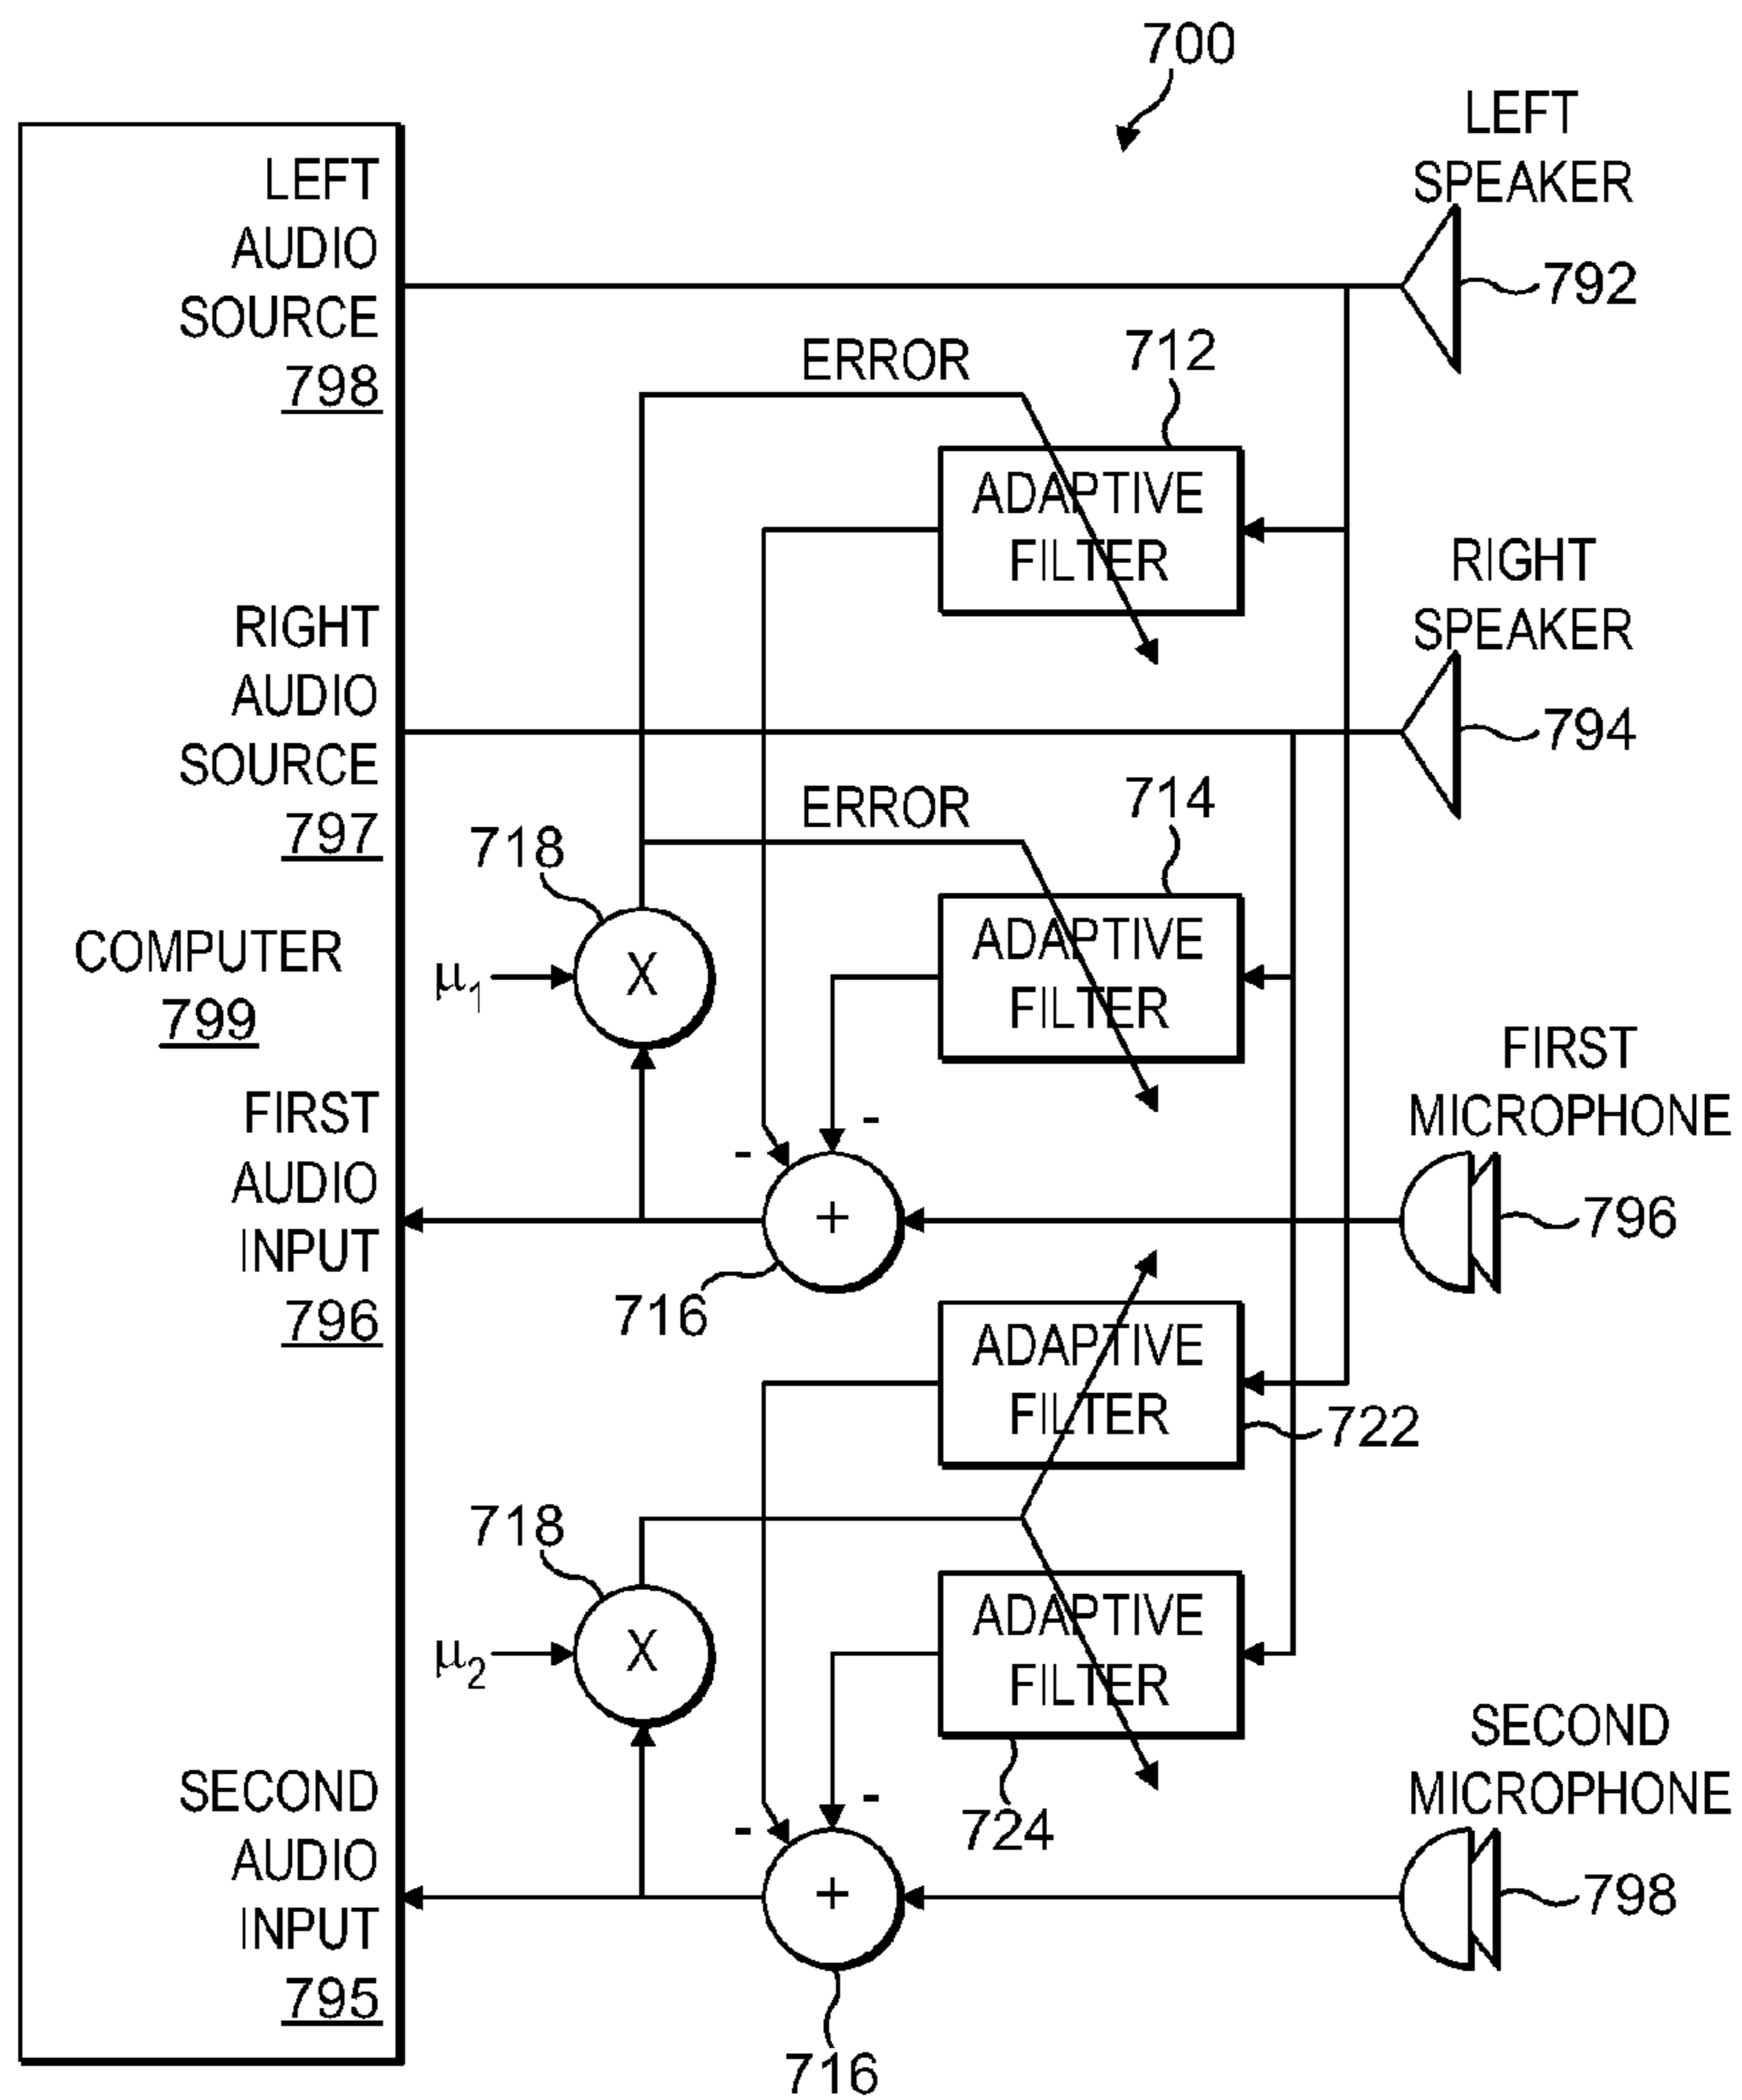 700
LEFT
SPEAKER
792
LEFT
AUDIO
SOURCE
798
ERROR
712
ADAPTIVE
FILTER
RIGHT
SPEAKER
794
RIGHT
AUDIO
SOURCE
797
ERROR
714
718
ADAPTIVE
FILTER
μ1
X
COMPUTER
799
FIRST
MICROPHONE
796
FIRST
AUDIO
INPUT
796
-
-
+
716
ADAPTIVE
FILTER
722
718
μ2
X
ADAPTIVE
FILTER
724
SECOND
MICROPHONE
798
SECOND
AUDIO
INPUT
795
-
-
+
716